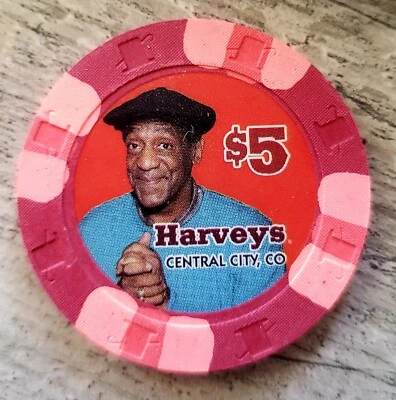 $5
Harveys
CENTRAL CITY, CO